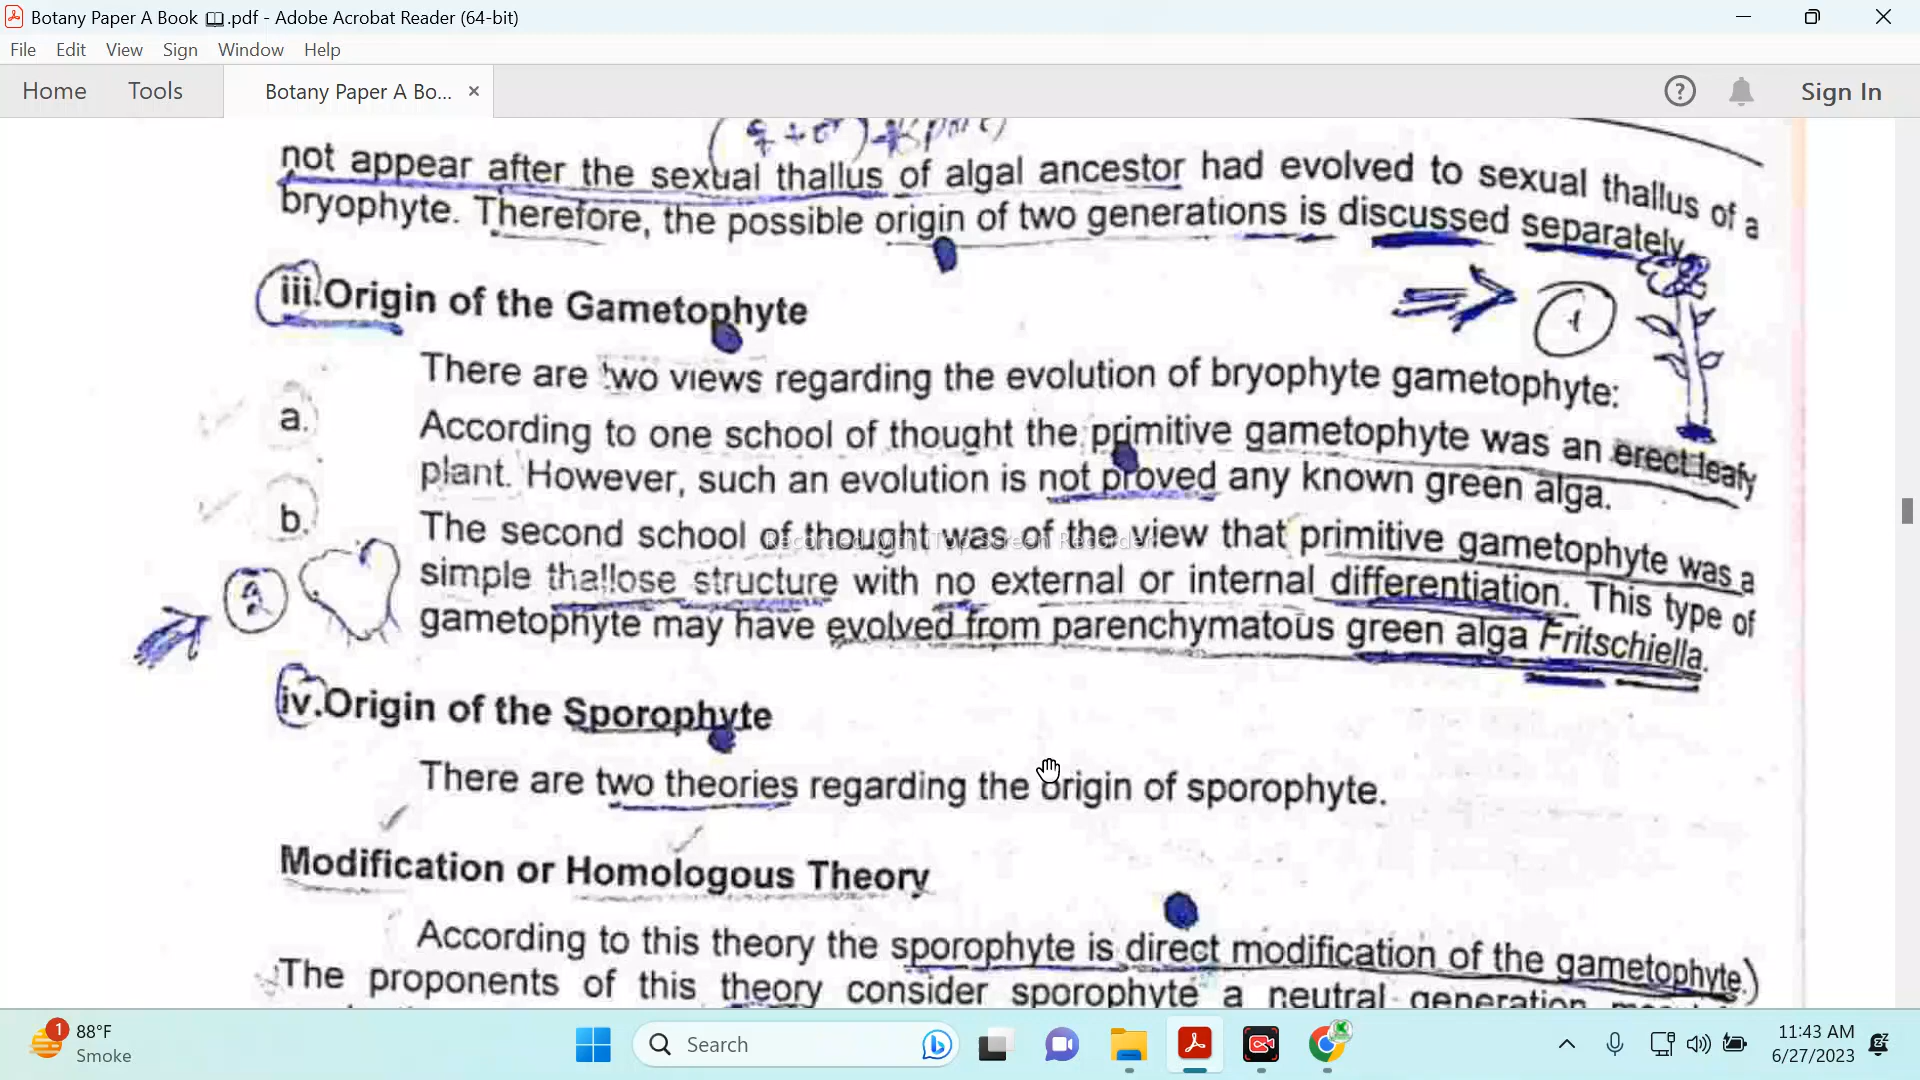 Botany Paper A Book 📖.pdf - Adobe Acrobat Reader (64-bit)
File Edit View Sign Window Help
Home Tools Botany Paper A Bo... × Sign In
not appear after the sexual thallus of algal ancestor had evolved to sexual thallus of a
bryophyte. Therefore, the possible origin of two generations is discussed separately.
iii. Origin of the Gametophyte
1
There are two views regarding the evolution of bryophyte gametophyte:
a. According to one school of thought the primitive gametophyte was an erect leafy
plant. However, such an evolution is not proved any known green alga.
b. The second school of thought was of the view that primitive gametophyte was a
Recorded with iTop Screen Recorder
simple thallose structure with no external or internal differentiation. This type of
2
gametophyte may have evolved from parenchymatous green alga Fritschiella.
iv. Origin of the Sporophyte
There are two theories regarding the origin of sporophyte.
Modification or Homologous Theory
According to this theory the sporophyte is direct modification of the gametophyte.)
The proponents of this theory consider sporophyte a neutral generation
1 88°F
Smoke
Search
11:43 AM
6/27/2023